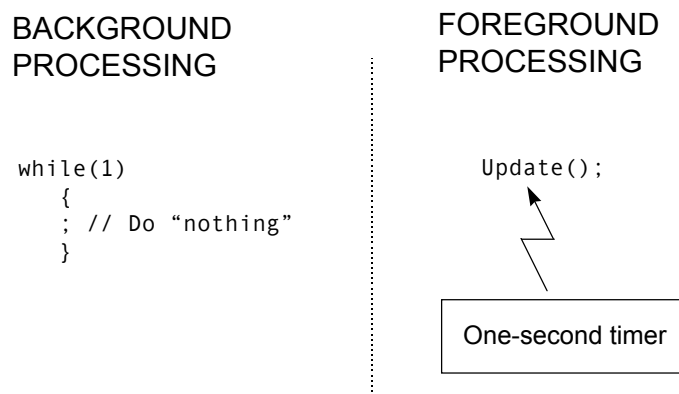 BACKGROUND
PROCESSING
while(1)
{
; // Do “nothing”
}
FOREGROUND
PROCESSING
Update();
One-second timer